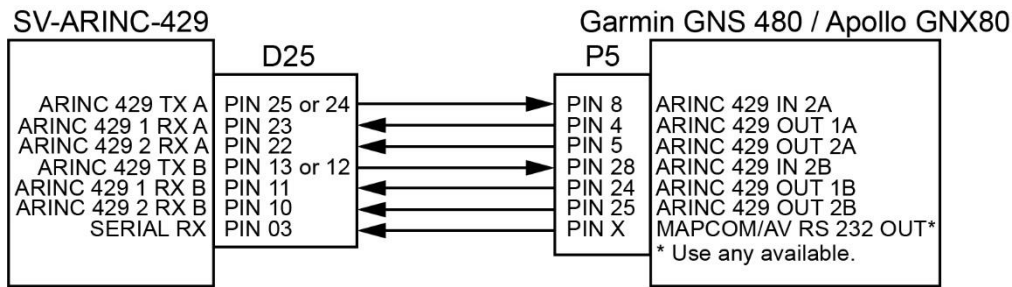 SV-ARINC-429 Garmin GNS 480 / Apollo GNX80
D25 P5
ARINC 429 TX A PIN 25 or 24 PIN 8 ARINC 429 IN 2A
ARINC 429 1 RX A PIN 23 PIN 4 ARINC 429 OUT 1A
ARINC 429 2 RX A PIN 22 PIN 5 ARINC 429 OUT 2A
ARINC 429 TX B PIN 13 or 12 PIN 28 ARINC 429 IN 2B
ARINC 429 1 RX B PIN 11 PIN 24 ARINC 429 OUT 1B
ARINC 429 2 RX B PIN 10 PIN 25 ARINC 429 OUT 2B
SERIAL RX PIN 03 PIN X MAPCOM/AV RS 232 OUT*
* Use any available.